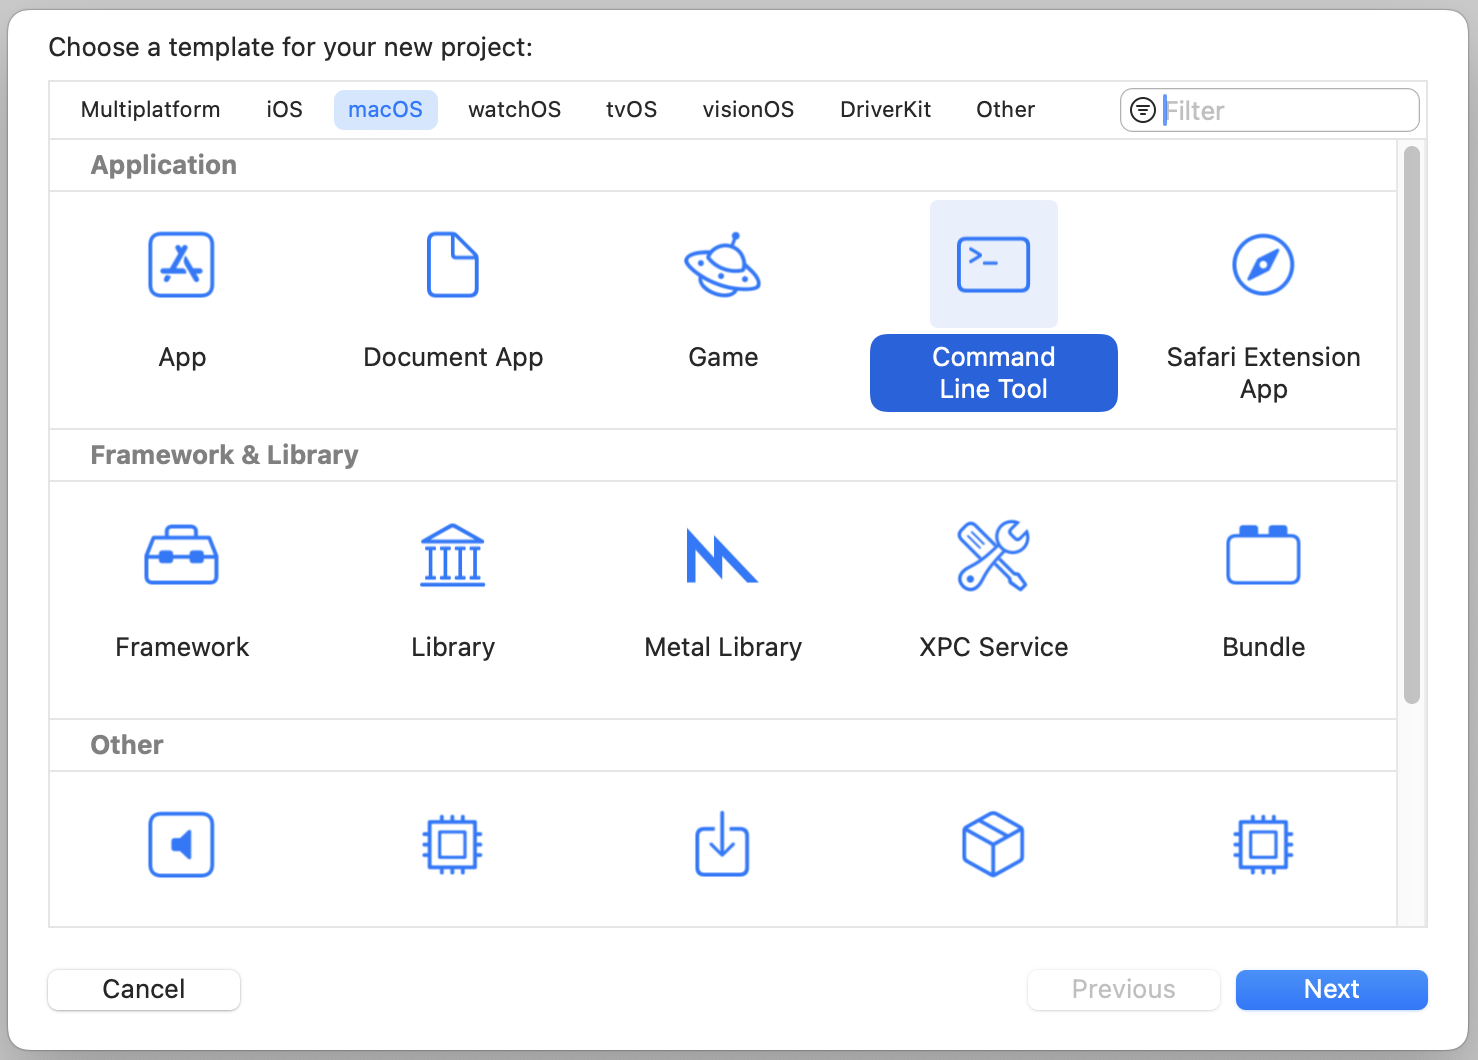 Choose a template for your new project:
Multiplatform iOS macOS watchOS tvOS visionOS DriverKit Other Filter
Application
App Document App Game Command Line Tool Safari Extension App
Framework & Library
Framework Library Metal Library XPC Service Bundle
Other
Cancel Previous Next